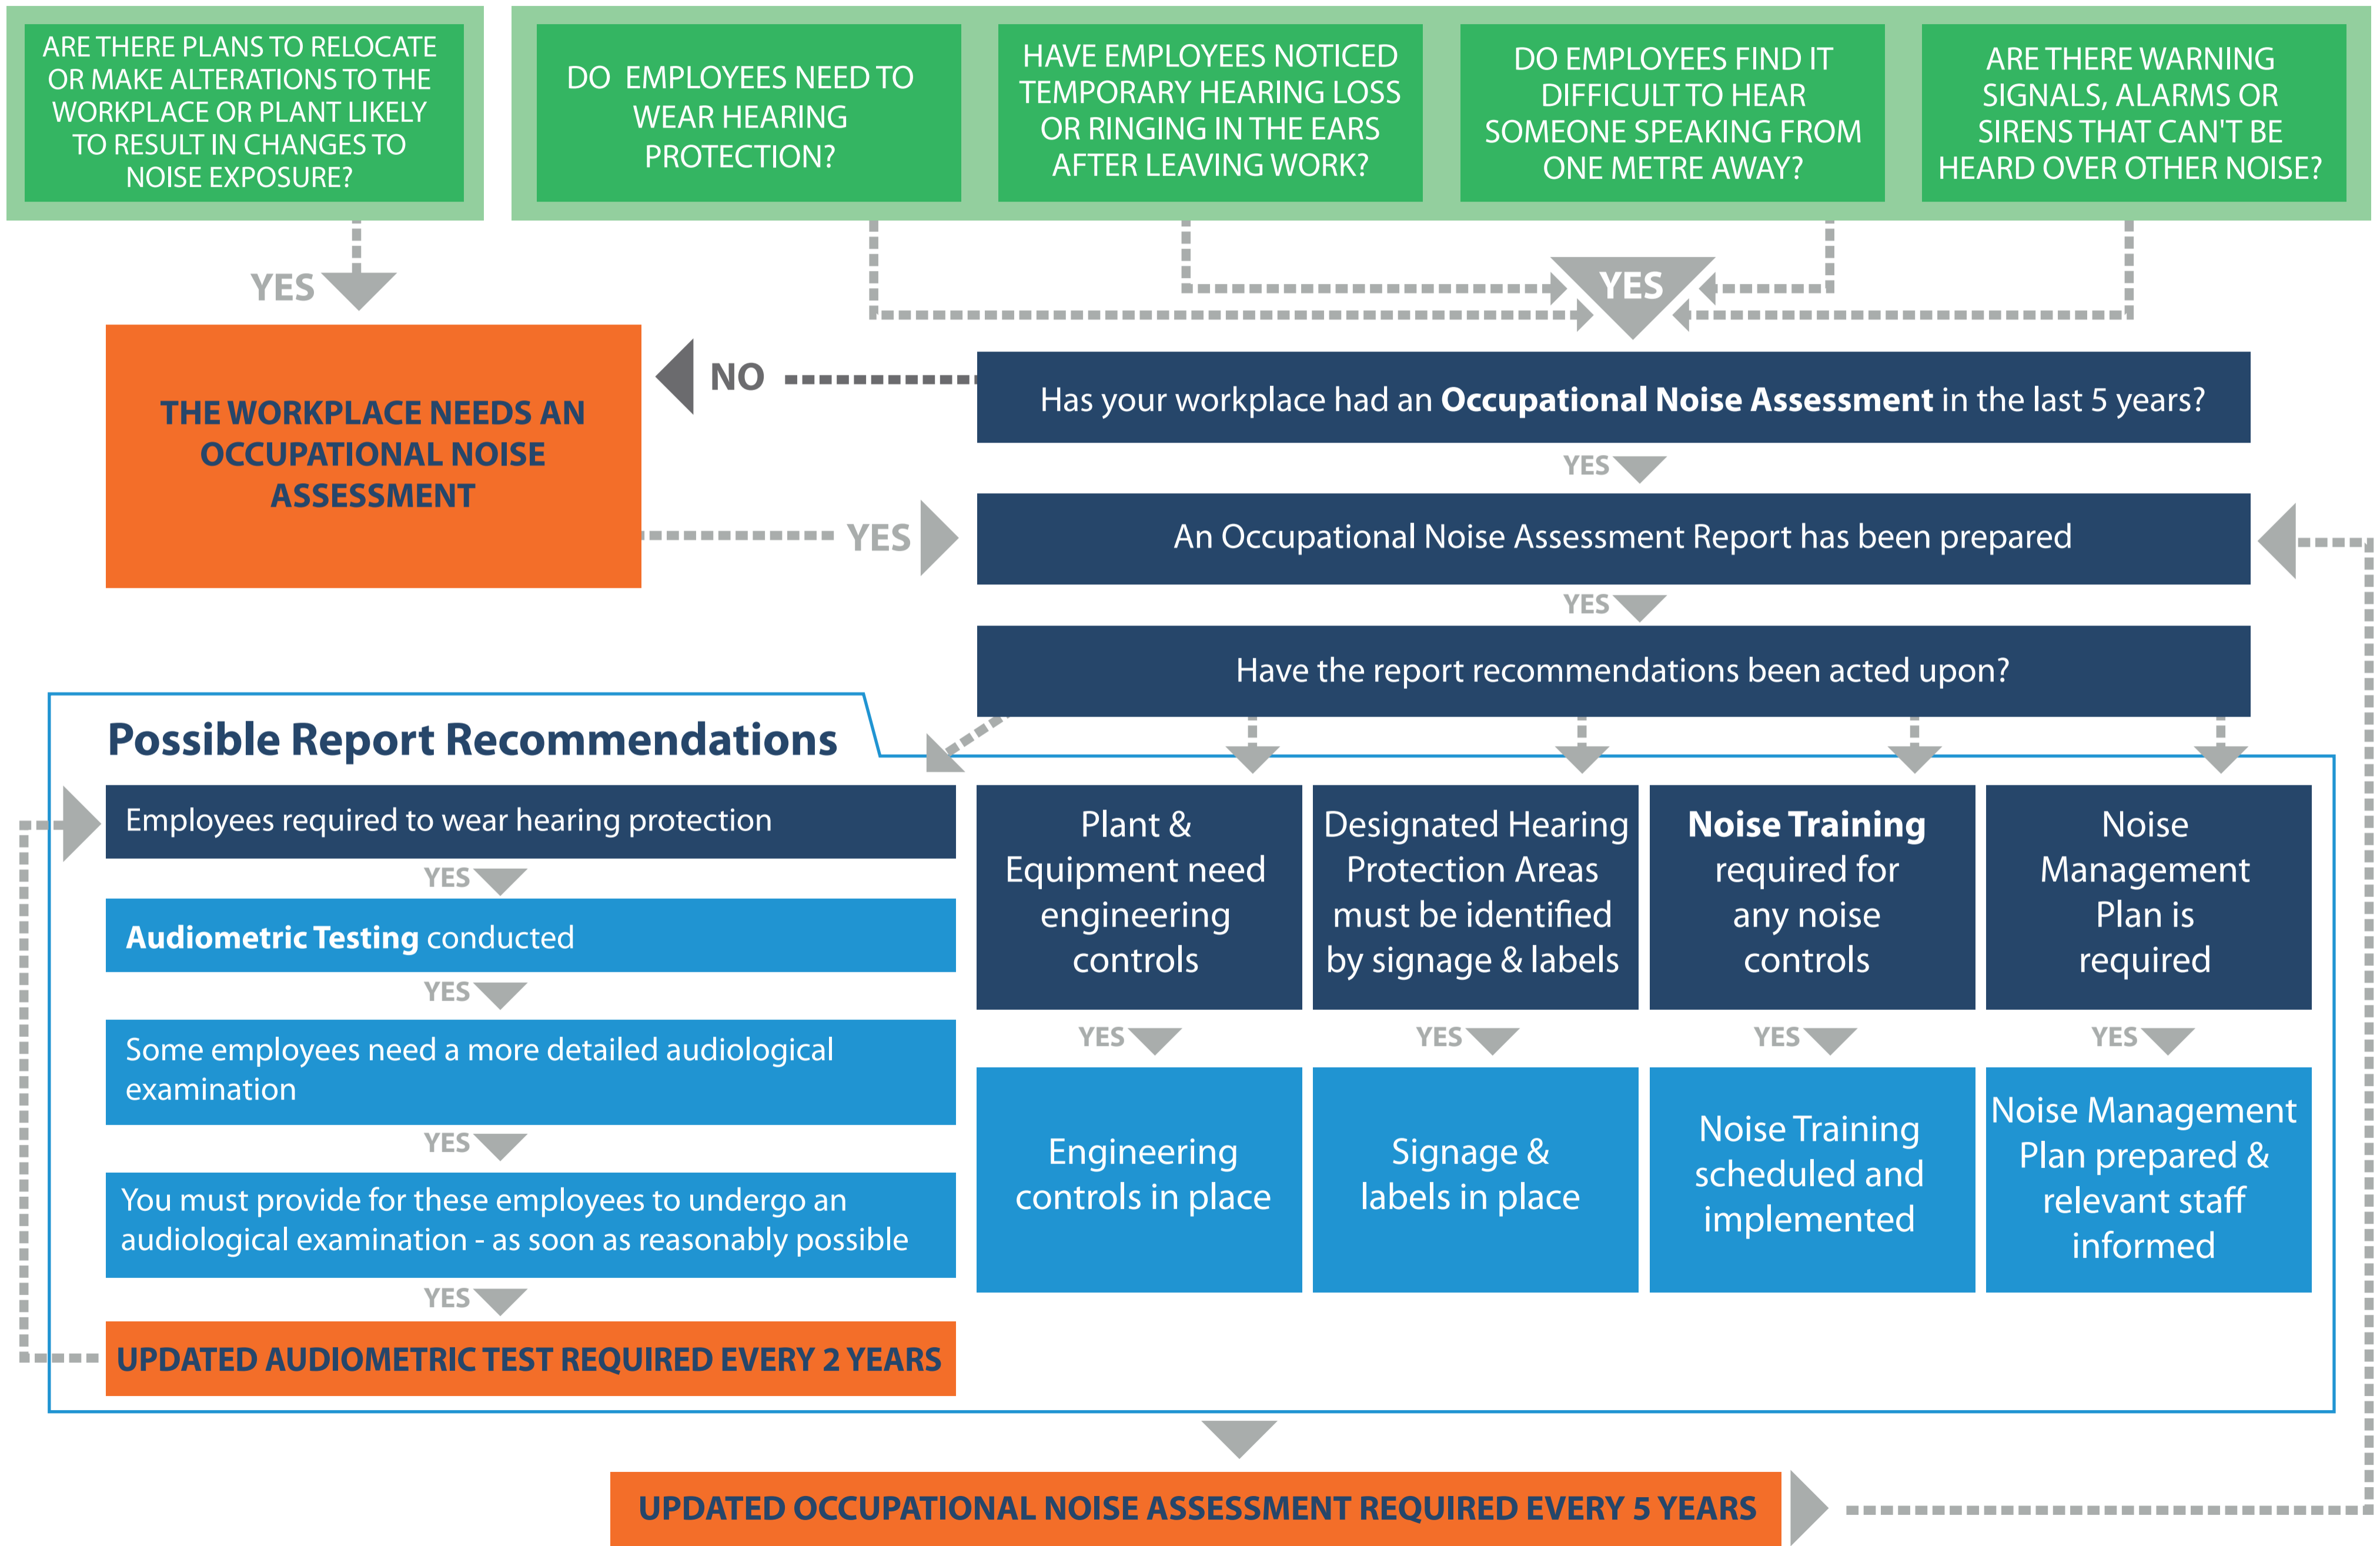 ARE THERE PLANS TO RELOCATE
OR MAKE ALTERATIONS TO THE
WORKPLACE OR PLANT LIKELY
TO RESULT IN CHANGES TO
NOISE EXPOSURE?
DO EMPLOYEES NEED TO
WEAR HEARING
PROTECTION?
HAVE EMPLOYEES NOTICED
TEMPORARY HEARING LOSS
OR RINGING IN THE EARS
AFTER LEAVING WORK?
DO EMPLOYEES FIND IT
DIFFICULT TO HEAR
SOMEONE SPEAKING FROM
ONE METRE AWAY?
ARE THERE WARNING
SIGNALS, ALARMS OR
SIRENS THAT CAN'T BE
HEARD OVER OTHER NOISE?
YES
YES
THE WORKPLACE NEEDS AN
OCCUPATIONAL NOISE
ASSESSMENT
NO
Has your workplace had an Occupational Noise Assessment in the last 5 years?
YES
YES
An Occupational Noise Assessment Report has been prepared
YES
Have the report recommendations been acted upon?
Possible Report Recommendations
Employees required to wear hearing protection
YES
Audiometric Testing conducted
YES
Some employees need a more detailed audiological
examination
YES
You must provide for these employees to undergo an
audiological examination - as soon as reasonably possible
YES
UPDATED AUDIOMETRIC TEST REQUIRED EVERY 2 YEARS
Plant &
Equipment need
engineering
controls
YES
Engineering
controls in place
Designated Hearing
Protection Areas
must be identified
by signage & labels
YES
Signage &
labels in place
Noise Training
required for
any noise
controls
YES
Noise Training
scheduled and
implemented
Noise
Management
Plan is
required
YES
Noise Management
Plan prepared &
relevant staff
informed
UPDATED OCCUPATIONAL NOISE ASSESSMENT REQUIRED EVERY 5 YEARS